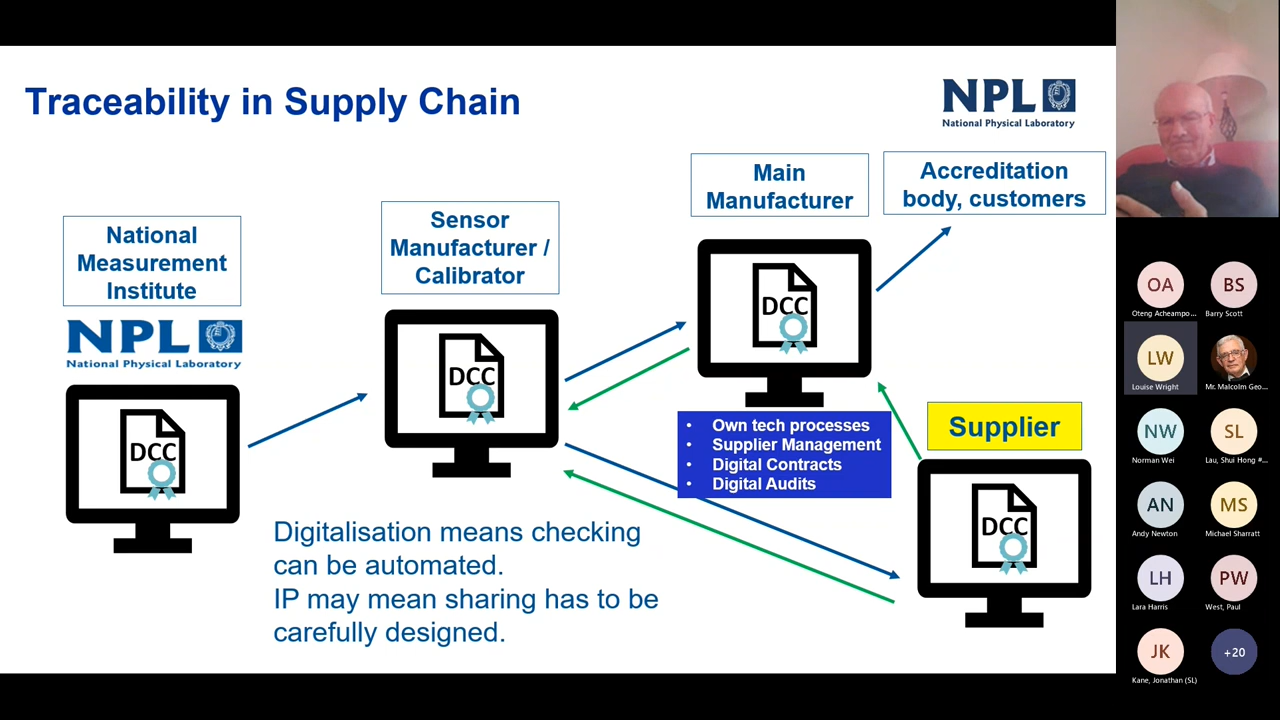 Traceability in Supply Chain
NPL
National Physical Laboratory
Main
Manufacturer
Accreditation
body, customers
Sensor
Manufacturer /
Calibrator
National
Measurement
Institute
NPL
National Physical Laboratory
DCC
DCC
DCC
• Own tech processes
• Supplier Management
• Digital Contracts
• Digital Audits
Supplier
DCC
Digitalisation means checking
can be automated.
IP may mean sharing has to be
carefully designed.
OA
Oteng Acheampo...
BS
Barry Scott
LW
Louise Wright
Mr. Malcolm Geo...
NW
Norman Wei
SL
Lau, Shui Hong #...
AN
Andy Newton
MS
Michael Sharratt
LH
Lara Harris
PW
West, Paul
JK
Kane, Jonathan (SL)
+20